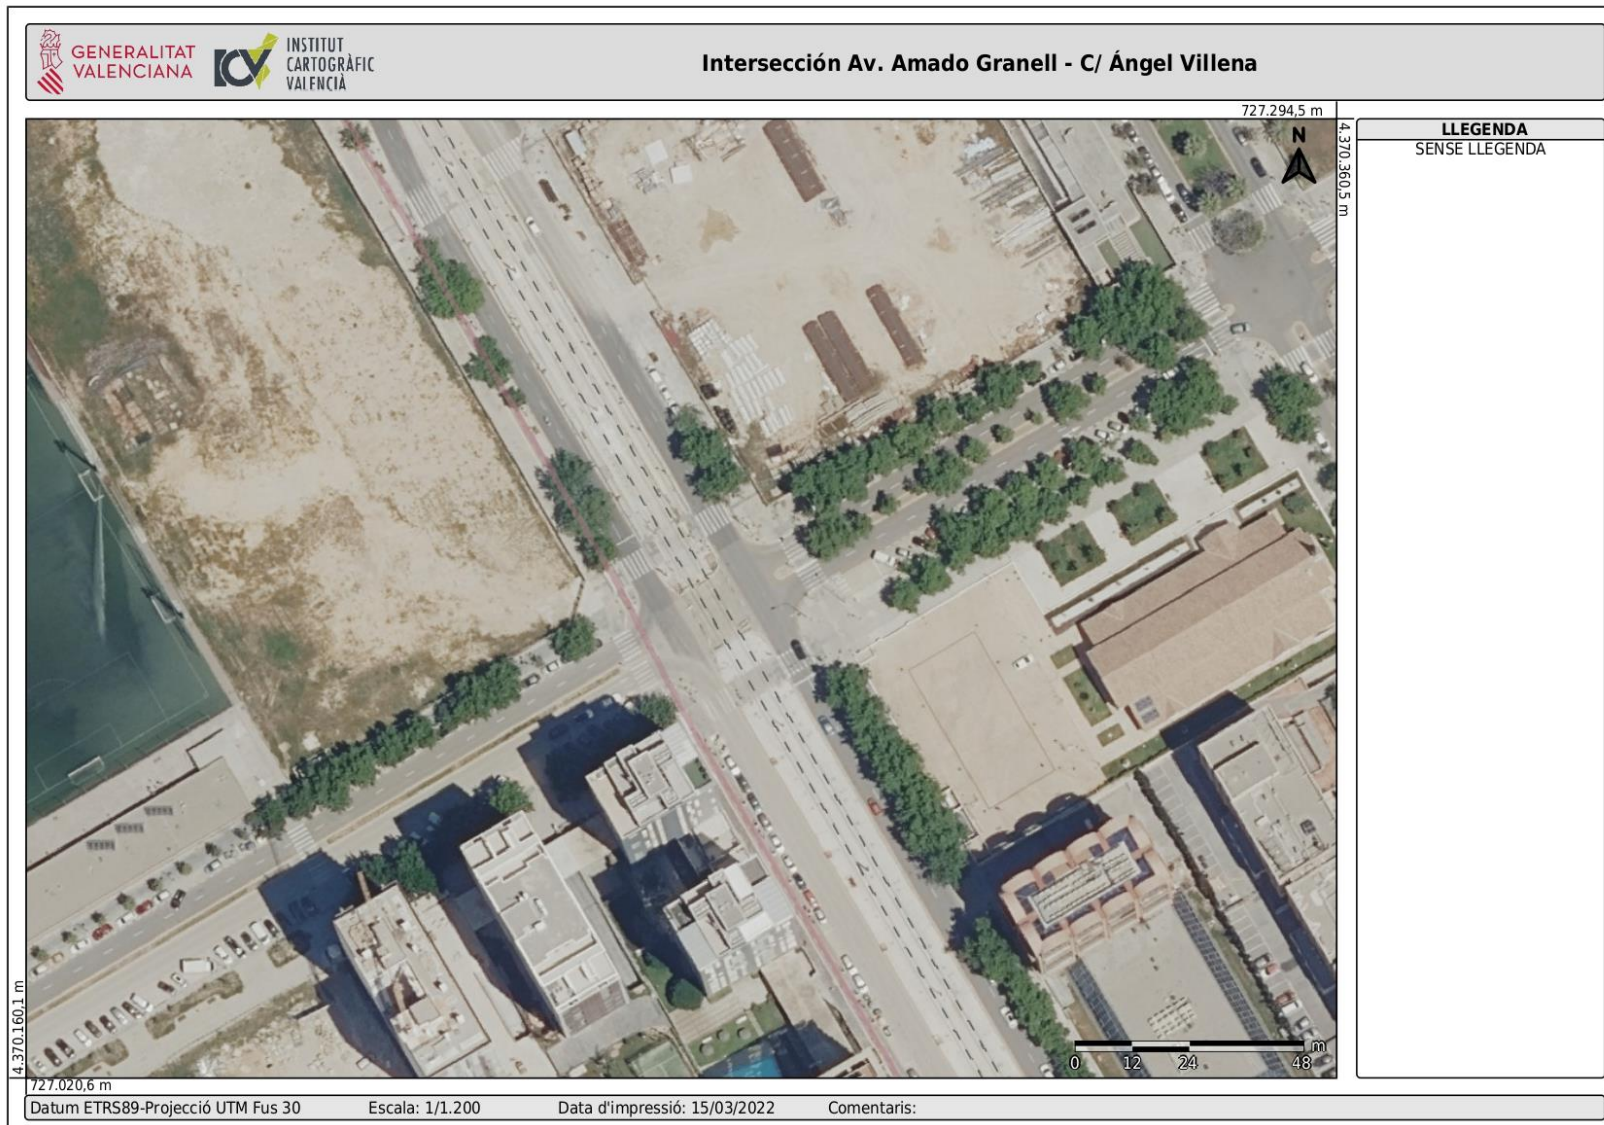 GENERALITAT
VALENCIANA
ICV
INSTITUT
CARTOGRÀFIC
VALENCIÀ
Intersección Av. Amado Granell - C/ Ángel Villena
727.294,5 m
4.370.360,5 m
N
LLEGENDA
SENSE LLEGENDA
m
0 12 24 48
4.370.160,1 m
727.020,6 m
Datum ETRS89-Projecció UTM Fus 30 Escala: 1/1.200 Data d'impressió: 15/03/2022 Comentaris: